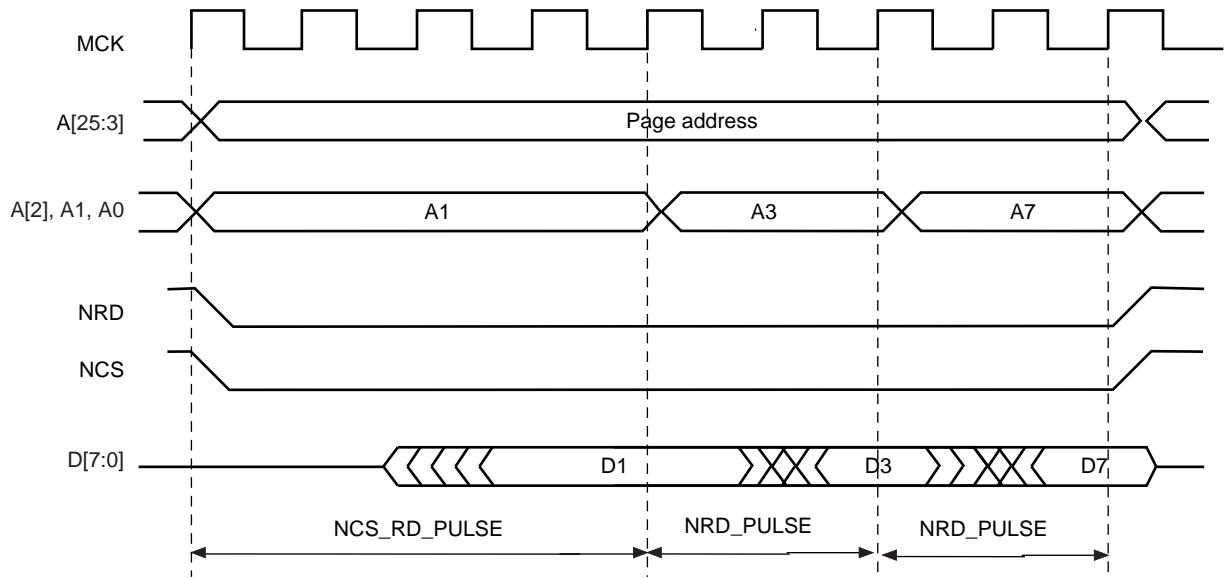 MCK
A[25:3]
Page address
A[2], A1, A0
A1
A3
A7
NRD
NCS
D[7:0]
D1
D3
D7
NCS_RD_PULSE
NRD_PULSE
NRD_PULSE